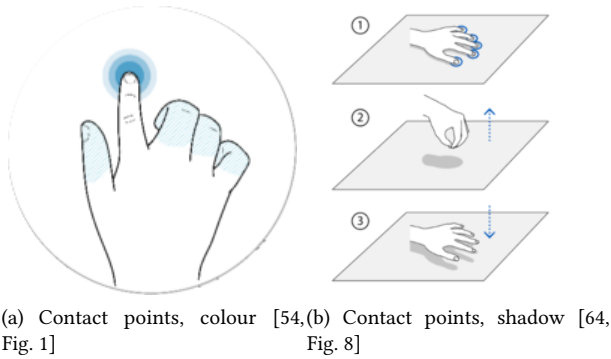 1
2
3
(a) Contact points, colour [54,
Fig. 1]
(b) Contact points, shadow [64,
Fig. 8]